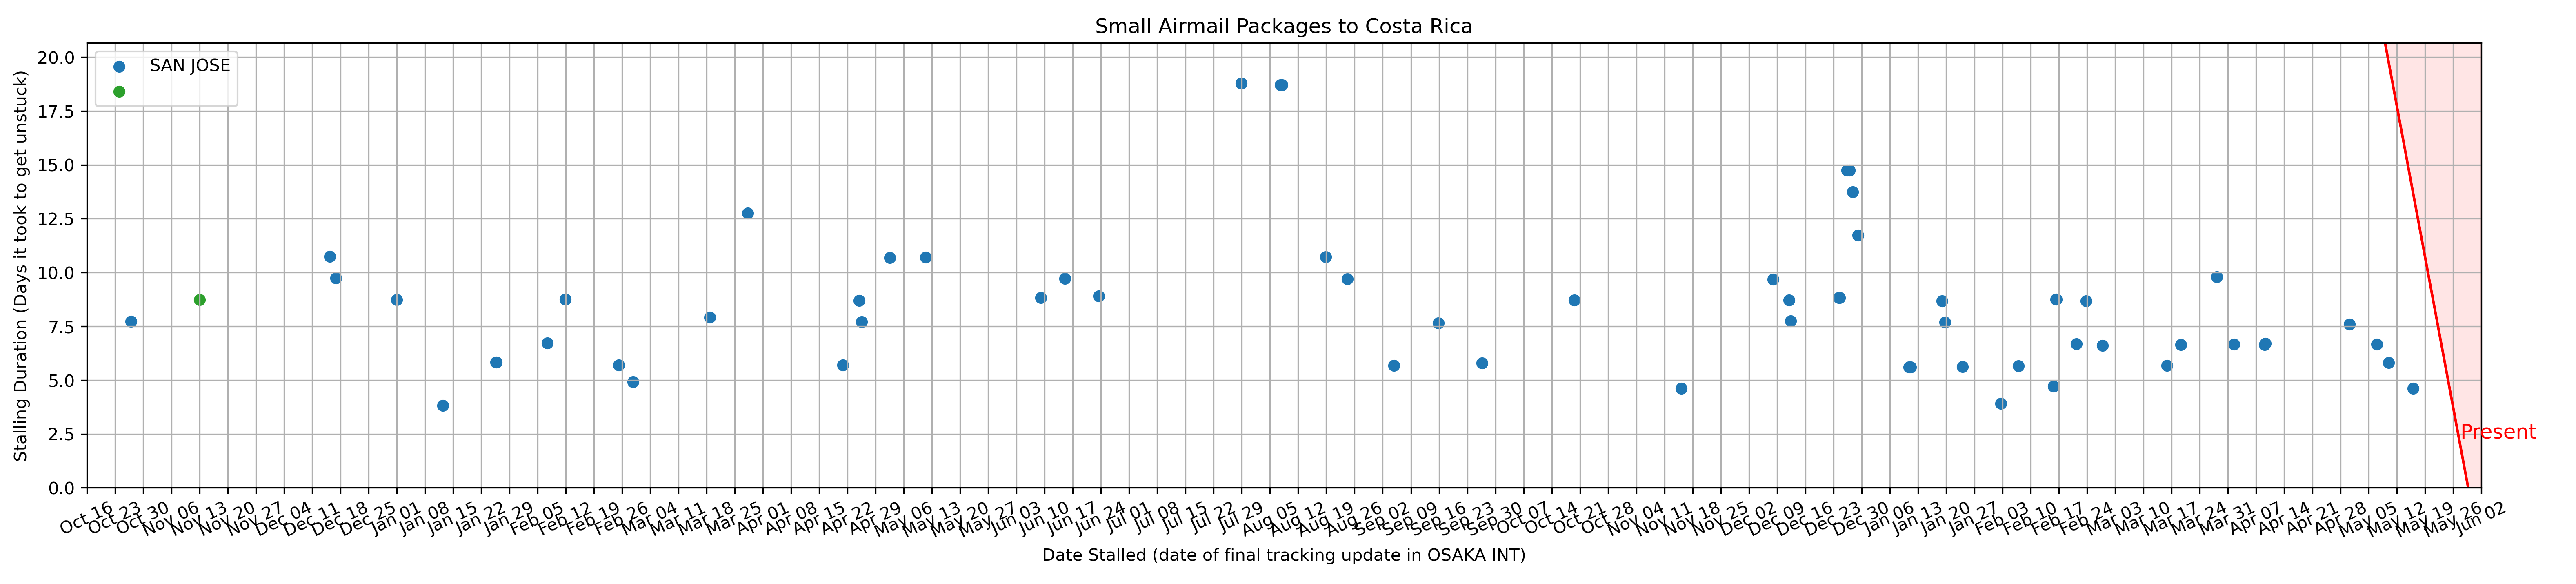 Small Airmail Packages to Costa Rica
SAN JOSE
Stalling Duration (Days it took to get unstuck)
20.0
17.5
15.0
12.5
10.0
7.5
5.0
2.5
0.0
Present
Oct 16
Oct 23
Oct 30
Nov 06
Nov 13
Nov 20
Nov 27
Dec 04
Dec 11
Dec 18
Dec 25
Jan 01
Jan 08
Jan 15
Jan 22
Jan 29
Feb 05
Feb 12
Feb 19
Feb 26
Mar 04
Mar 11
Mar 18
Mar 25
Apr 01
Apr 08
Apr 15
Apr 22
Apr 29
May 06
May 13
May 20
May 27
Jun 03
Jun 10
Jun 17
Jun 24
Jul 01
Jul 08
Jul 15
Jul 22
Jul 29
Aug 05
Aug 12
Aug 19
Aug 26
Sep 02
Sep 09
Sep 16
Sep 23
Sep 30
Oct 07
Oct 14
Oct 21
Oct 28
Nov 04
Nov 11
Nov 18
Nov 25
Dec 02
Dec 09
Dec 16
Dec 23
Dec 30
Jan 06
Jan 13
Jan 20
Jan 27
Feb 03
Feb 10
Feb 17
Feb 24
Mar 03
Mar 10
Mar 17
Mar 24
Mar 31
Apr 07
Apr 14
Apr 21
Apr 28
May 05
May 12
May 19
May 26
Jun 02
Date Stalled (date of final tracking update in OSAKA INT)